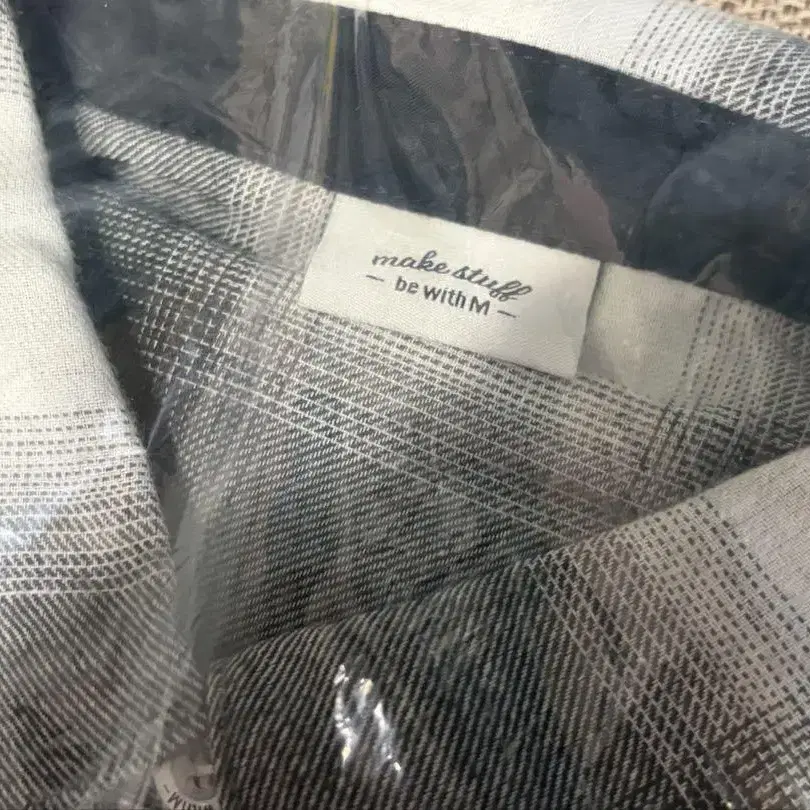 make stuff
- be with M -